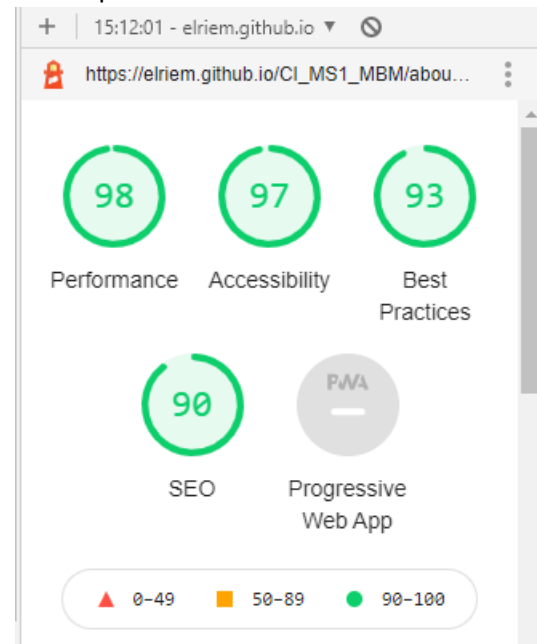 15:12:01 - elriem.github.io ▼
https://elriem.github.io/CI_MS1_MBM/abou...
98
97
93
Performance
Accessibility
Best
Practices
90
PWA
SEO
Progressive
Web App
0–49
50–89
90–100